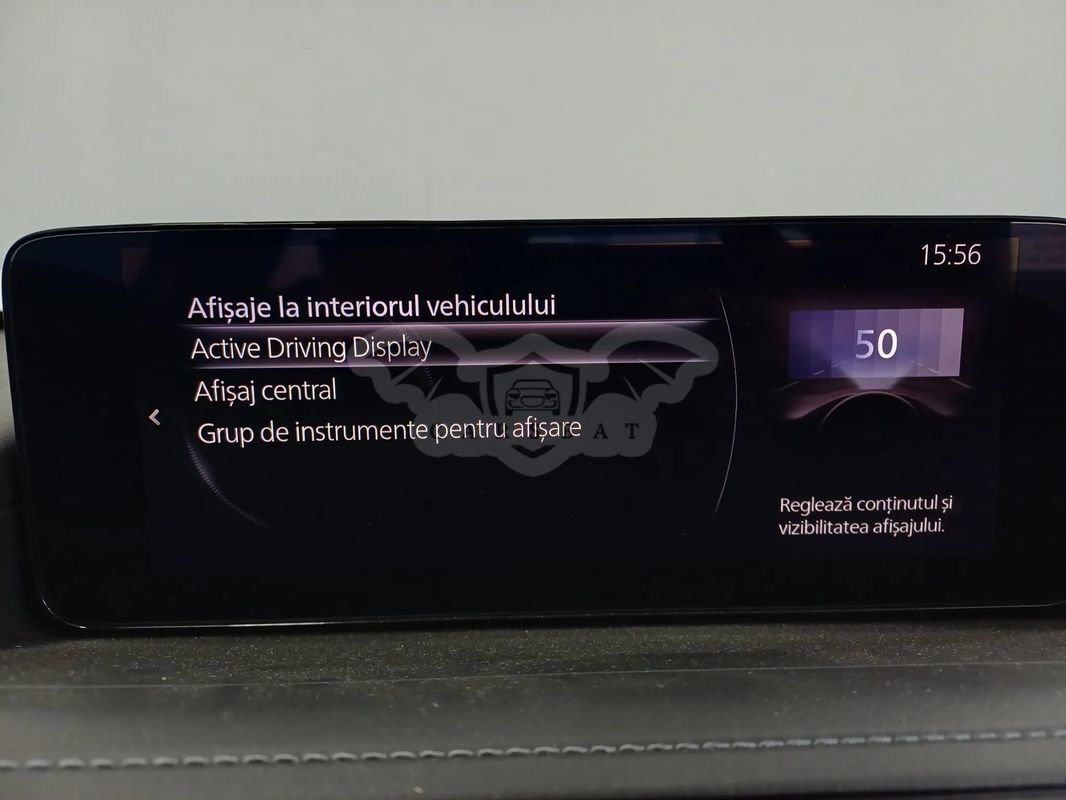 15:56
Afișaje la interiorul vehiculului
Active Driving Display
Afișaj central
Grup de instrumente pentru afișare
50
Reglează conținutul și
vizibilitatea afișajului.